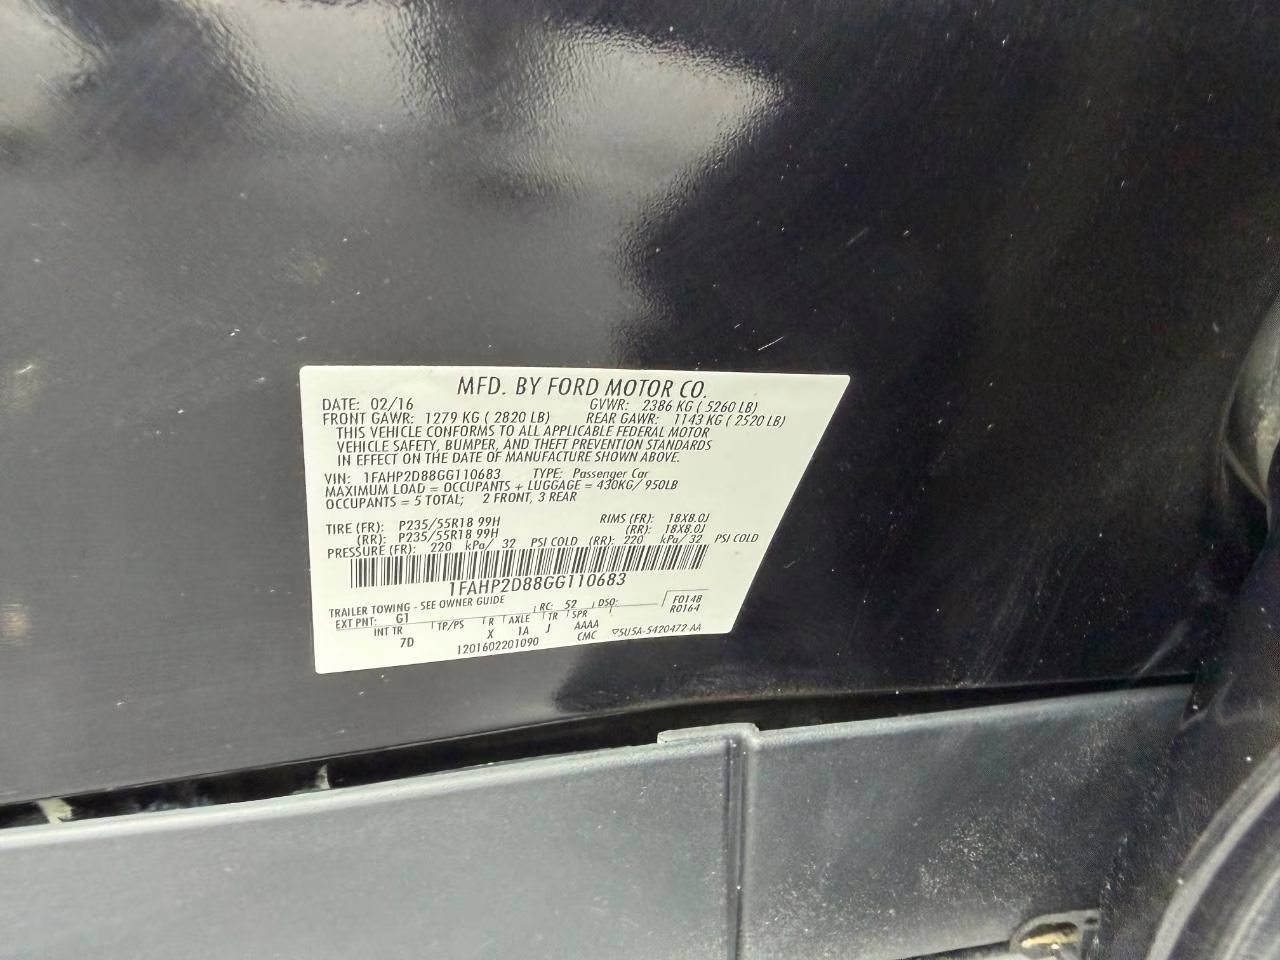 MFD. BY FORD MOTOR CO.
DATE: 02/16 GVWR: 2386 KG ( 5260 LB)
FRONT GAWR: 1279 KG ( 2820 LB) REAR GAWR: 1143 KG ( 2520 LB)
THIS VEHICLE CONFORMS TO ALL APPLICABLE FEDERAL MOTOR
VEHICLE SAFETY, BUMPER, AND THEFT PREVENTION STANDARDS
IN EFFECT ON THE DATE OF MANUFACTURE SHOWN ABOVE.
VIN: 1FAHP2D88GG110683 TYPE: Passenger Car
MAXIMUM LOAD = OCCUPANTS + LUGGAGE = 430KG/ 950LB
OCCUPANTS = 5 TOTAL; 2 FRONT, 3 REAR
TIRE (FR): P235/55R18 99H RIMS (FR): 18X8.0J
(RR): P235/55R18 99H (RR): 18X8.0J
PRESSURE (FR): 220 kPa/ 32 PSI COLD (RR): 220 kPa/ 32 PSI COLD
1FAHP2D88GG110683
TRAILER TOWING - SEE OWNER GUIDE F0148
EXT PNT: G1 RC: 52 DSO: R0164
INT TR TP/PS R AXLE TR SPR
7D X 1A J AAAA
1201602201090 CMC 5U5A-5420472-AA